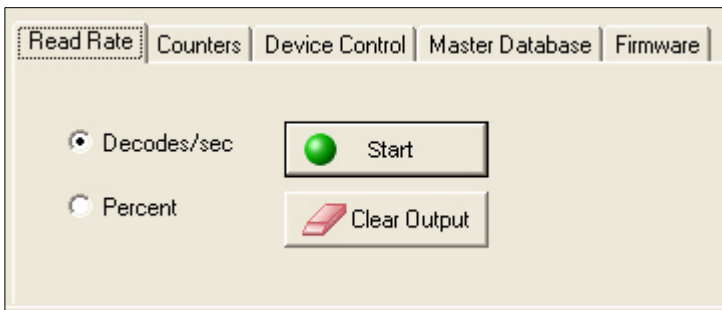 Read Rate Counters Device Control Master Database Firmware
Decodes/sec Start
Percent Clear Output